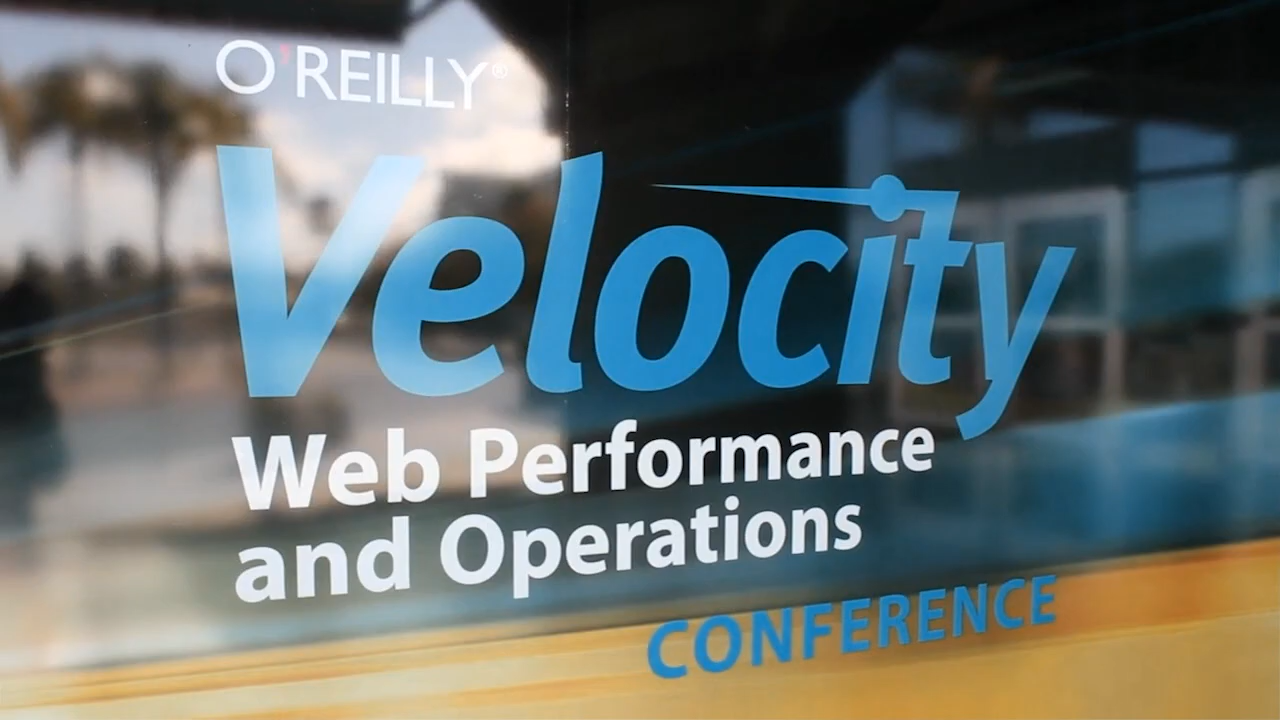 O'REILLY®
Velocity
Web Performance
and Operations
CONFERENCE